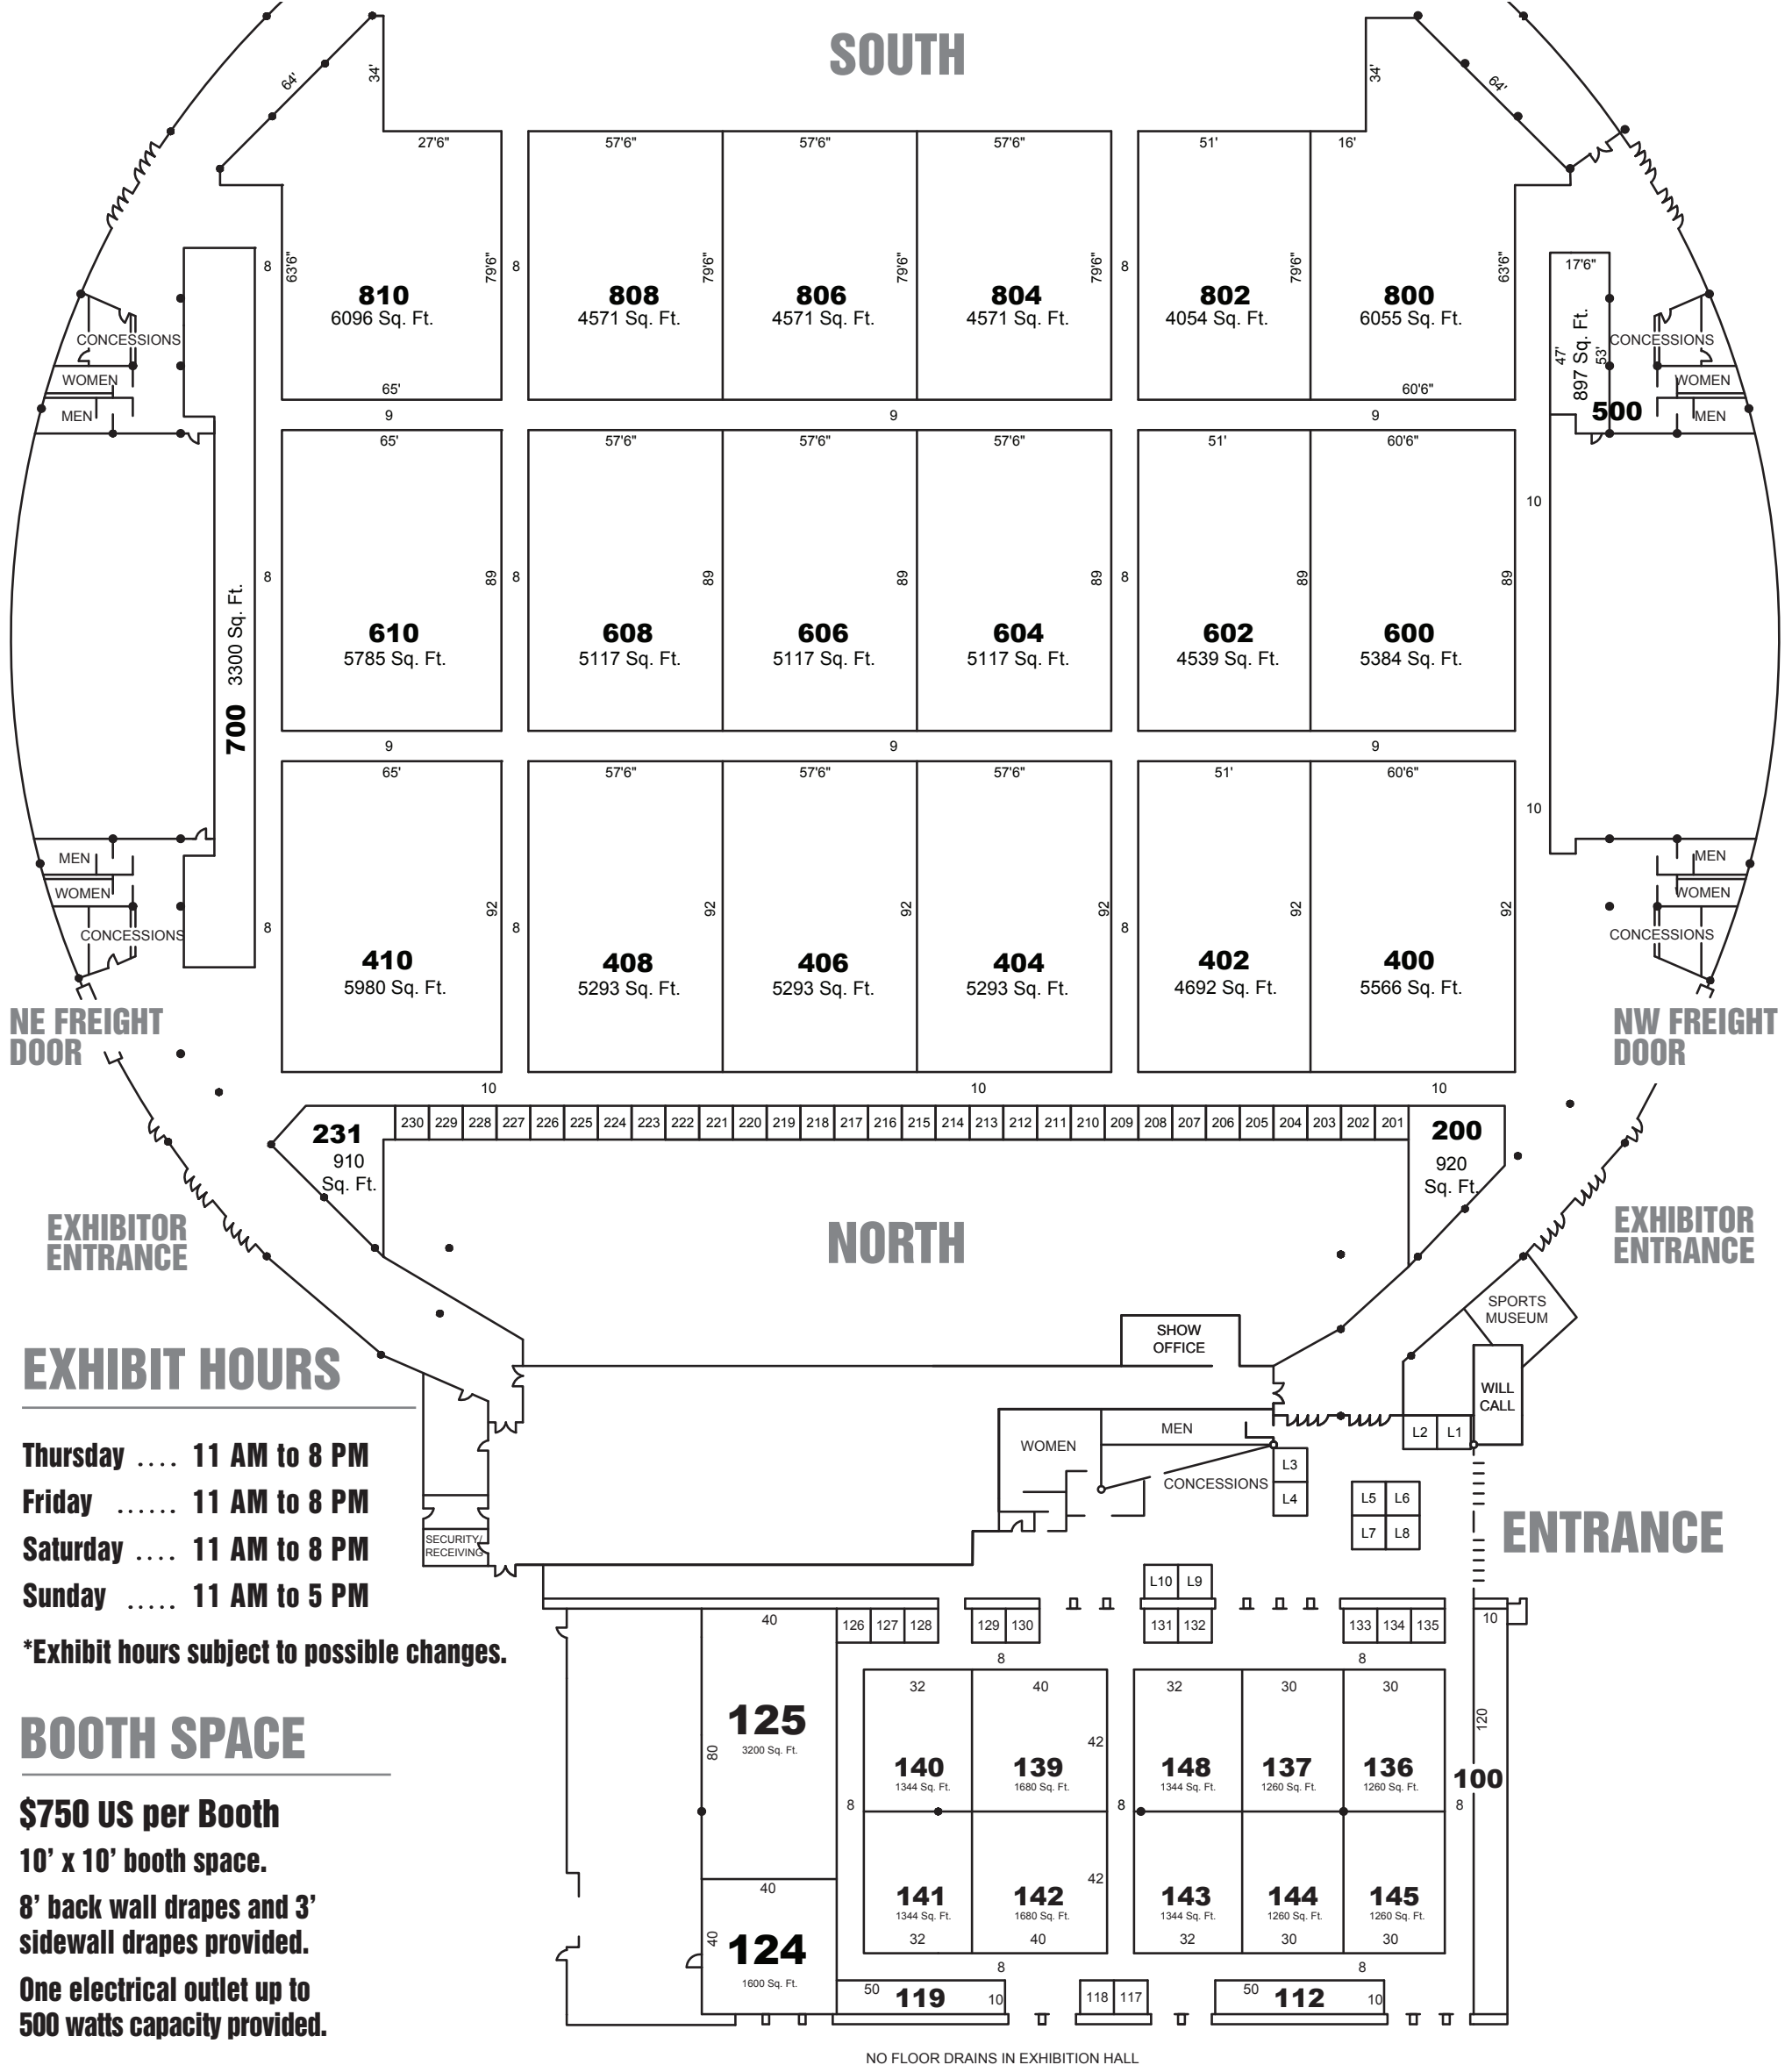 SOUTH
64'
34'
34'
64'
27'6"
57'6"
57'6"
57'6"
51'
16'
8
63'6"
79'6"
8
79'6"
79'6"
79'6"
8
79'6"
63'6"
17'6"
810
6096 Sq. Ft.
808
4571 Sq. Ft.
806
4571 Sq. Ft.
804
4571 Sq. Ft.
802
4054 Sq. Ft.
800
6055 Sq. Ft.
47'
897 Sq. Ft.
53'
500
CONCESSIONS
WOMEN
MEN
CONCESSIONS
WOMEN
MEN
65'
60'6"
9
9
9
65'
57'6"
57'6"
57'6"
51'
60'6"
10
8
89
8
89
89
89
8
89
89
700
3300 Sq. Ft.
610
5785 Sq. Ft.
608
5117 Sq. Ft.
606
5117 Sq. Ft.
604
5117 Sq. Ft.
602
4539 Sq. Ft.
600
5384 Sq. Ft.
9
9
9
65'
57'6"
57'6"
57'6"
51'
60'6"
10
MEN
WOMEN
CONCESSIONS
MEN
WOMEN
CONCESSIONS
8
92
8
92
92
92
8
92
92
410
5980 Sq. Ft.
408
5293 Sq. Ft.
406
5293 Sq. Ft.
404
5293 Sq. Ft.
402
4692 Sq. Ft.
400
5566 Sq. Ft.
NE FREIGHT
DOOR
NW FREIGHT
DOOR
10
10
10
231
910
Sq. Ft.
230 229 228 227 226 225 224 223 222 221 220 219 218 217 216 215 214 213 212 211 210 209 208 207 206 205 204 203 202 201
200
920
Sq. Ft.
EXHIBITOR
ENTRANCE
NORTH
EXHIBITOR
ENTRANCE
SPORTS
MUSEUM
SHOW
OFFICE
WILL
CALL
WOMEN
MEN
CONCESSIONS
L2 L1
L3
L4
L5 L6
L7 L8
ENTRANCE
SECURITY/
RECEIVING
L10 L9
EXHIBIT HOURS
Thursday .... 11 AM to 8 PM
Friday ...... 11 AM to 8 PM
Saturday .... 11 AM to 8 PM
Sunday ..... 11 AM to 5 PM
*Exhibit hours subject to possible changes.
BOOTH SPACE
$750 US per Booth
10’ x 10’ booth space.
8’ back wall drapes and 3’
sidewall drapes provided.
One electrical outlet up to
500 watts capacity provided.
40
126 127 128
129 130
131 132
133 134 135
10
8
8
32
40
32
30
30
125
3200 Sq. Ft.
80
42
120
140
1344 Sq. Ft.
139
1680 Sq. Ft.
148
1344 Sq. Ft.
137
1260 Sq. Ft.
136
1260 Sq. Ft.
100
8
8
8
40
42
141
1344 Sq. Ft.
142
1680 Sq. Ft.
143
1344 Sq. Ft.
144
1260 Sq. Ft.
145
1260 Sq. Ft.
32
40
32
30
30
40
124
1600 Sq. Ft.
8
8
50
119
10
118 117
50
112
10
NO FLOOR DRAINS IN EXHIBITION HALL